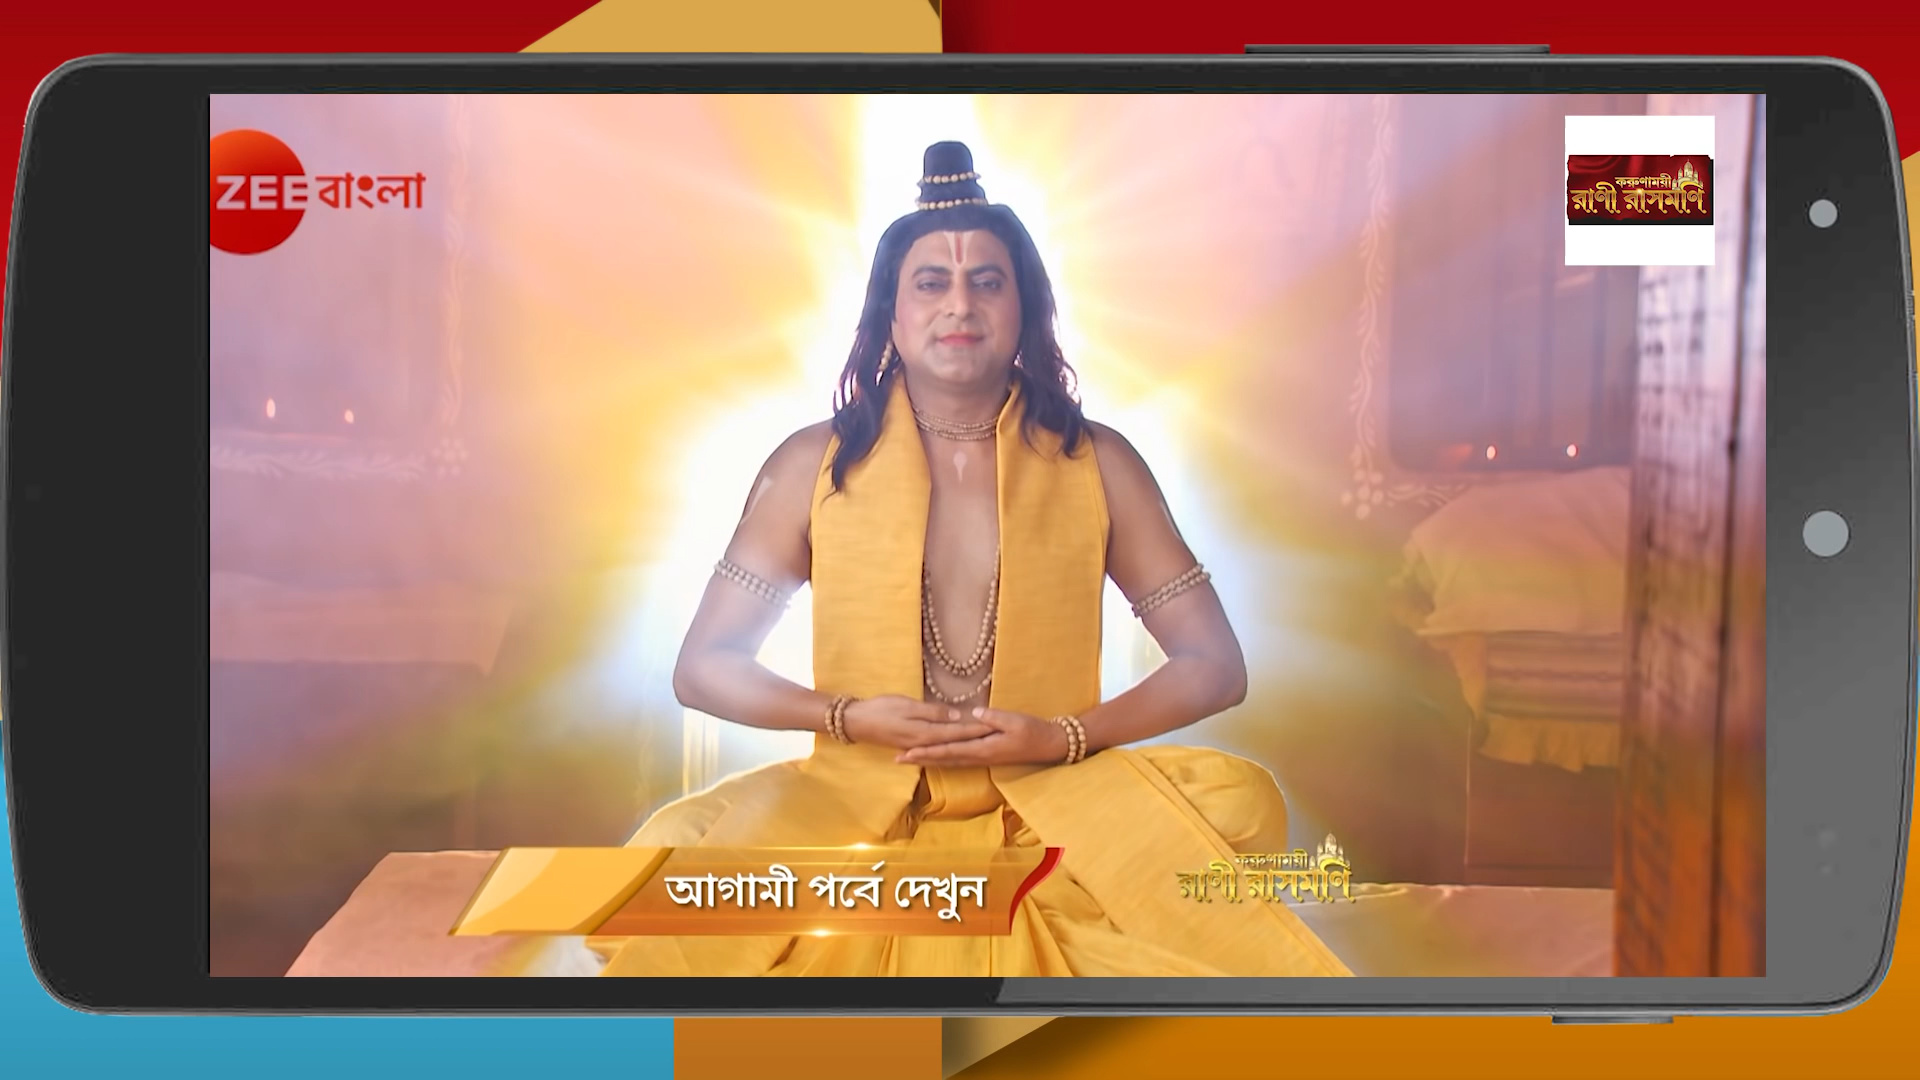 ZEE বাংলা
করুণাময়ী
রাণী রাসমণি
আগামী পর্বে দেখুন
করুণাময়ী
রাণী রাসমণি